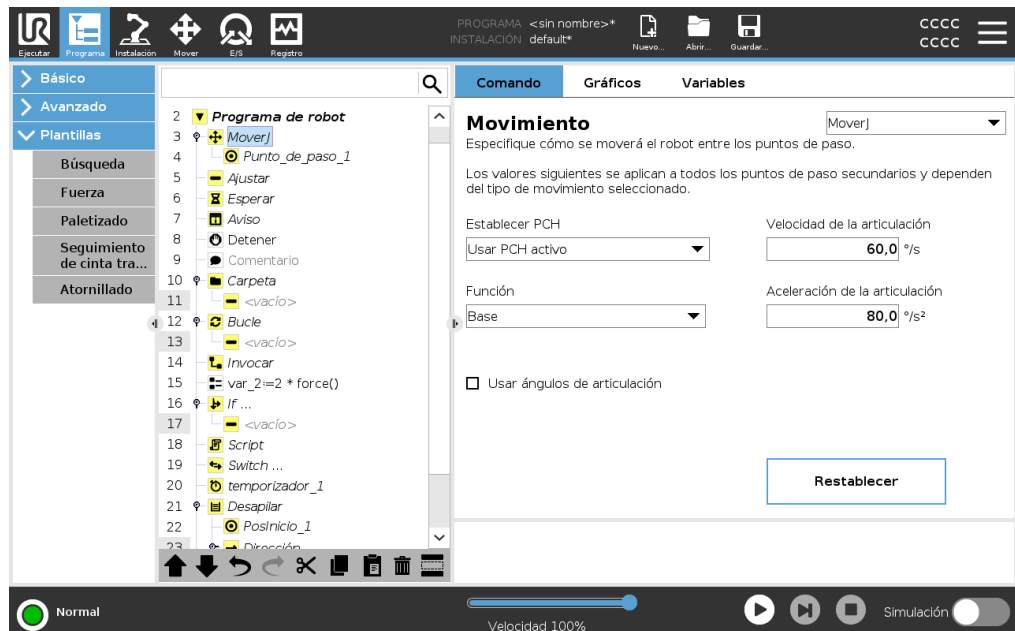 UR
PROGRAMA <sin nombre>*
INSTALACIÓN default*
CCCC
CCCC
Ejecutar Programa Instalación Mover E/S Registro Nuevo... Abrir... Guardar...
Básico
Avanzado
Plantillas
Búsqueda
Fuerza
Paletizado
Seguimiento
de cinta tra...
Atornillado
2 Programa de robot
3 MoverJ
4 Punto_de_paso_1
5 Ajustar
6 Esperar
7 Aviso
8 Detener
9 Comentario
10 Carpeta
11 <vacío>
12 Bucle
13 <vacío>
14 Invocar
15 var_2:=2 * force()
16 If ...
17 <vacío>
18 Script
19 Switch ...
20 temporizador_1
21 Desapilar
22 PosInicio_1
23 Dirección
Comando Gráficos Variables
Movimiento
MoverJ
Especifique cómo se moverá el robot entre los puntos de paso.
Los valores siguientes se aplican a todos los puntos de paso secundarios y dependen
del tipo de movimiento seleccionado.
Establecer PCH
Usar PCH activo
Velocidad de la articulación
60,0 °/s
Función
Base
Aceleración de la articulación
80,0 °/s²
Usar ángulos de articulación
Restablecer
Normal
Velocidad 100%
Simulación